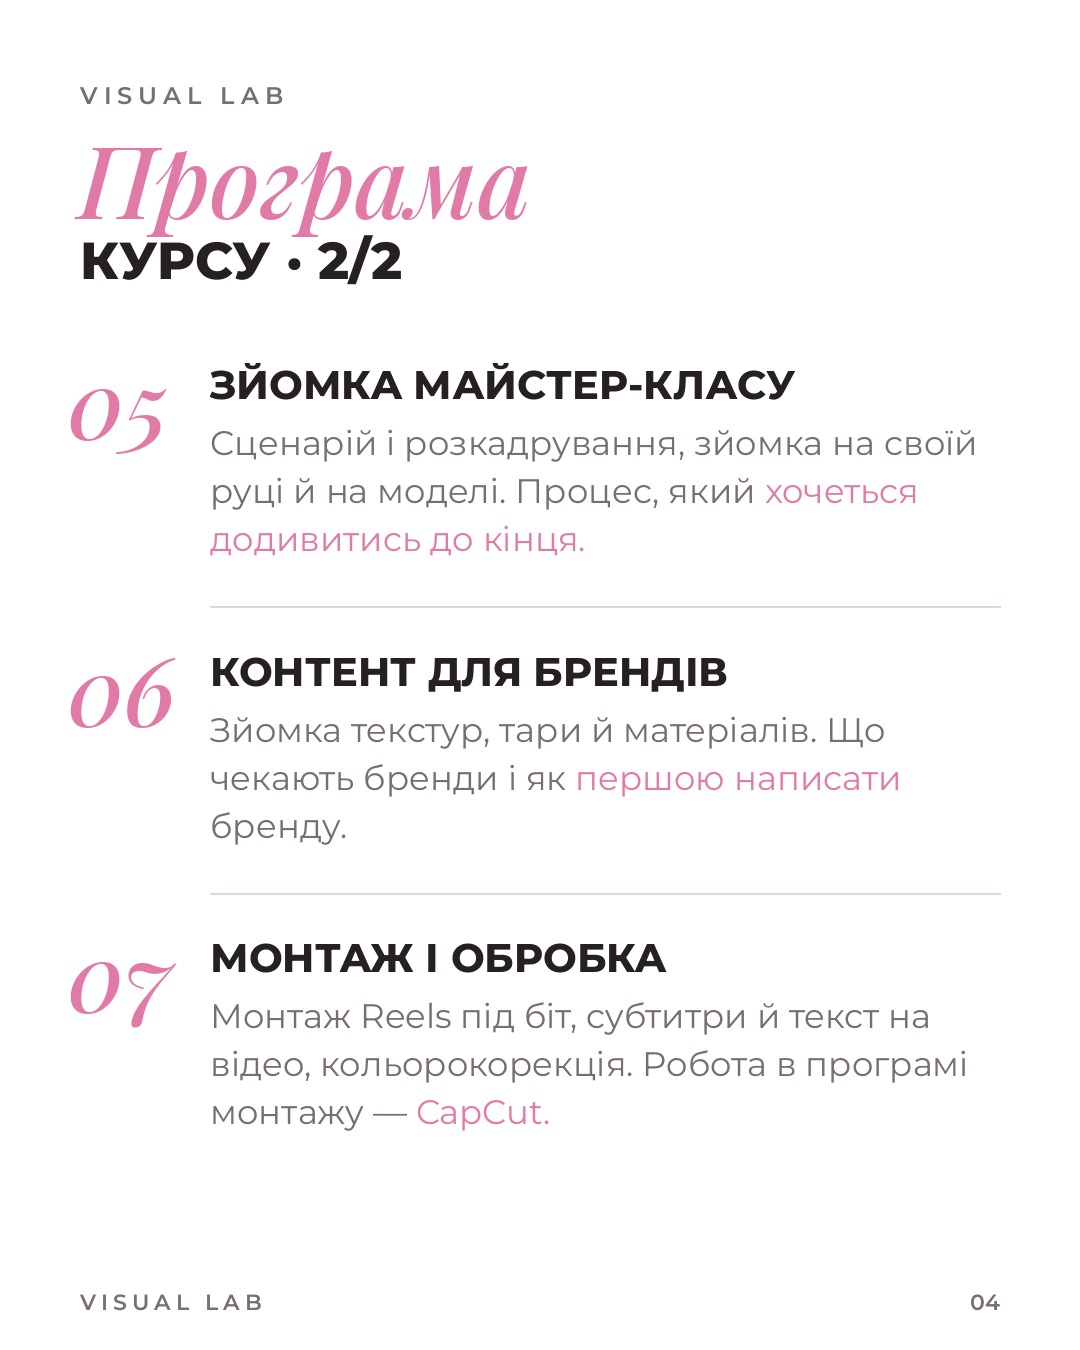 VISUAL LAB
Програма
КУРСУ · 2/2
05
ЗЙОМКА МАЙСТЕР-КЛАСУ
Сценарій і розкадрування, зйомка на своїй
руці й на моделі. Процес, який хочеться
додивитись до кінця.
06
КОНТЕНТ ДЛЯ БРЕНДІВ
Зйомка текстур, тари й матеріалів. Що
чекають бренди і як першою написати
бренду.
07
МОНТАЖ І ОБРОБКА
Монтаж Reels під біт, субтитри й текст на
відео, кольорокорекція. Робота в програмі
монтажу — CapCut.
VISUAL LAB
04